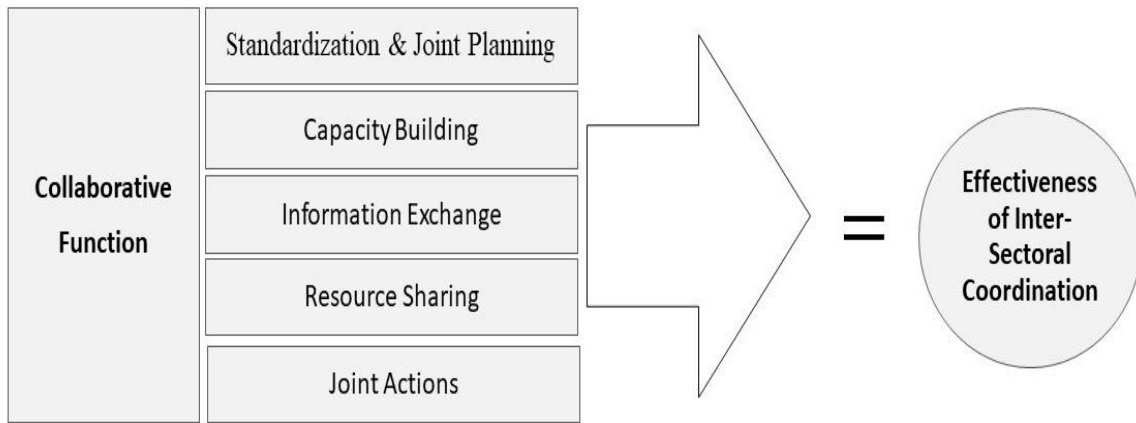 Collaborative
Function
Standardization & Joint Planning
Capacity Building
Information Exchange
Resource Sharing
Joint Actions
=
Effectiveness
of Inter-
Sectoral
Coordination